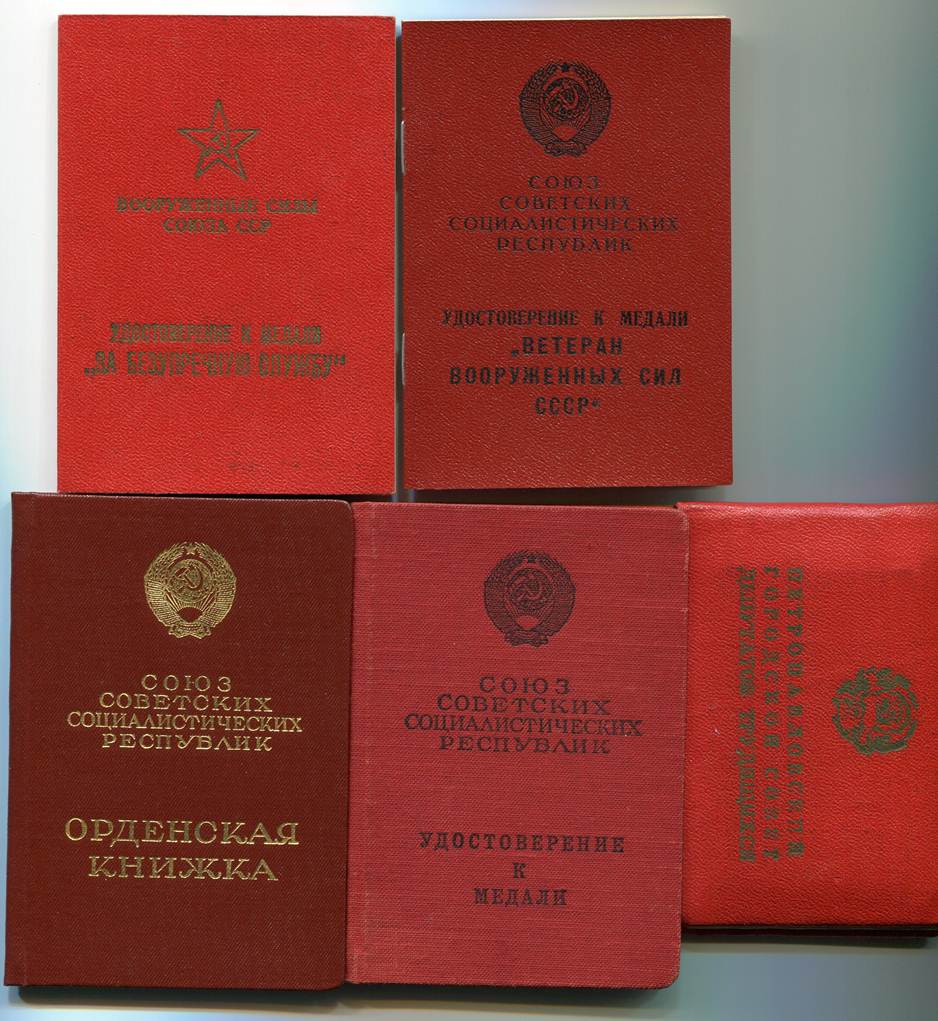 ВООРУЖЕННЫЕ СИЛЫ
СОЮЗА ССР
УДОСТОВЕРЕНИЕ К МЕДАЛИ
„ЗА БЕЗУПРЕЧНУЮ СЛУЖБУ"
СОЮЗ
СОВЕТСКИХ
СОЦИАЛИСТИЧЕСКИХ
РЕСПУБЛИК
УДОСТОВЕРЕНИЕ К МЕДАЛИ
„ВЕТЕРАН
ВООРУЖЕННЫХ СИЛ
СССР"
СОЮЗ
СОВЕТСКИХ
СОЦИАЛИСТИЧЕСКИХ
РЕСПУБЛИК
ОРДЕНСКАЯ
КНИЖКА
СОЮЗ
СОВЕТСКИХ
СОЦИАЛИСТИЧЕСКИХ
РЕСПУБЛИК
УДОСТОВЕРЕНИЕ
К
МЕДАЛИ
ПЕТРОЗАВОДСКИЙ
ГОРОДСКОЙ СОВЕТ
ДЕПУТАТОВ ТРУДЯЩИХСЯ